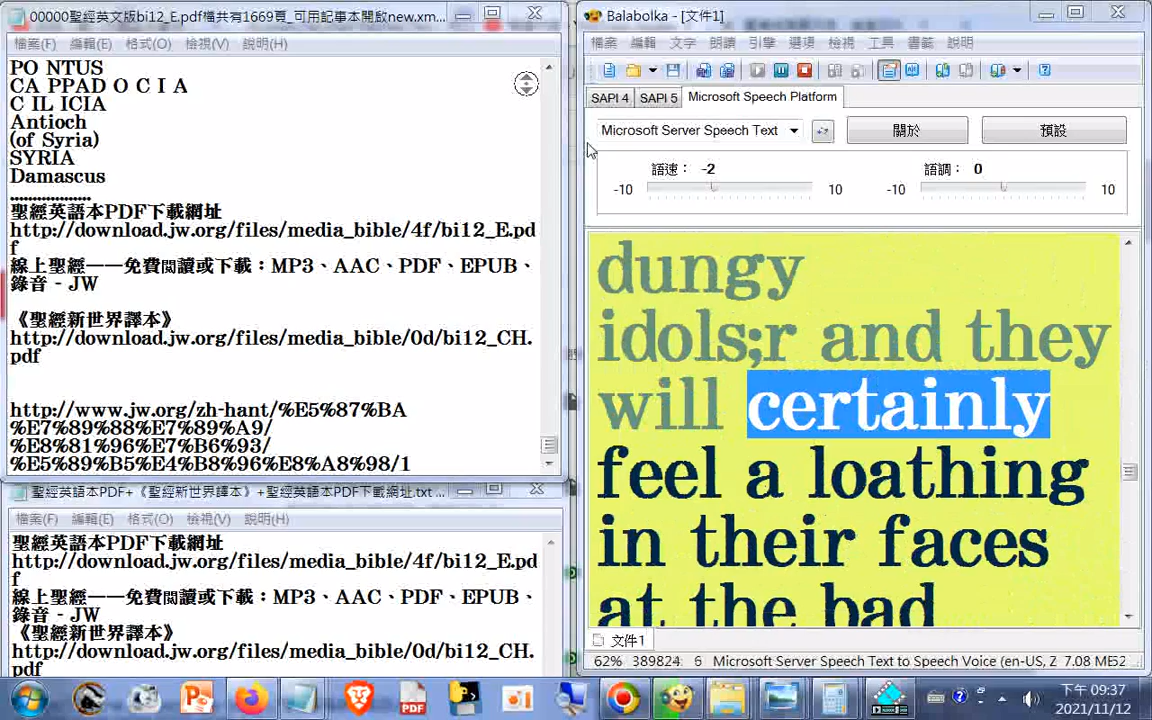 00000聖經英文版bi12_E.pdf檔共有1669頁_可用記事本開啟new.xm...
檔案(F) 編輯(E) 格式(O) 檢視(V) 說明(H)
PO NTUS
CA PPAD O C I A
C IL ICIA
Antioch
(of Syria)
SYRIA
Damascus
..................
聖經英語本PDF下載網址
http://download.jw.org/files/media_bible/4f/bi12_E.pd
f
線上聖經──免費閱讀或下載：MP3、AAC、PDF、EPUB、
錄音 - JW
《聖經新世界譯本》
http://download.jw.org/files/media_bible/0d/bi12_CH.
pdf
http://www.jw.org/zh-hant/%E5%87%BA
%E7%89%88%E7%89%A9/
%E8%81%96%E7%B6%93/
%E5%89%B5%E4%B8%96%E8%A8%98/1
聖經英語本PDF+《聖經新世界譯本》+聖經英語本PDF下載網址.txt ...
檔案(F) 編輯(E) 格式(O) 檢視(V) 說明(H)
聖經英語本PDF下載網址
http://download.jw.org/files/media_bible/4f/bi12_E.pd
f
線上聖經──免費閱讀或下載：MP3、AAC、PDF、EPUB、
錄音 - JW
《聖經新世界譯本》
http://download.jw.org/files/media_bible/0d/bi12_CH.
pdf
Balabolka - [文件1]
檔案 編輯 文字 朗讀 引擎 選項 檢視 工具 書籤 說明
SAPI 4 SAPI 5 Microsoft Speech Platform
Microsoft Server Speech Text 關於 預設
語速： -2 語調： 0
-10 10 -10 10
dungy
idols;r and they
will certainly
feel a loathing
in their faces
at the bad
文件1
62% 389824 6 Microsoft Server Speech Text to Speech Voice (en-US, Z 7.08 ME52
下午 09:37
2021/11/12